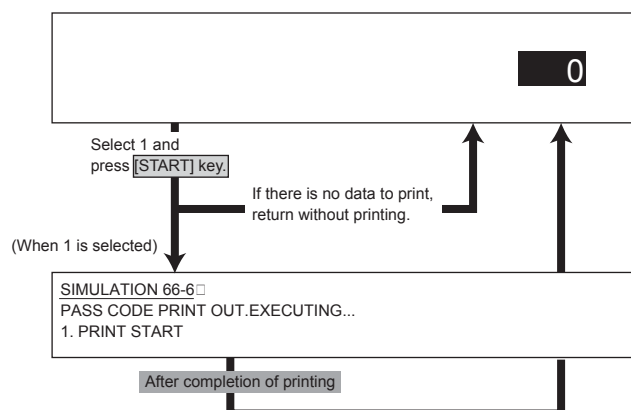 0
Select 1 and
press [START] key.
If there is no data to print,
return without printing.
(When 1 is selected)
SIMULATION 66-6□
PASS CODE PRINT OUT.EXECUTING...
1. PRINT START
After completion of printing